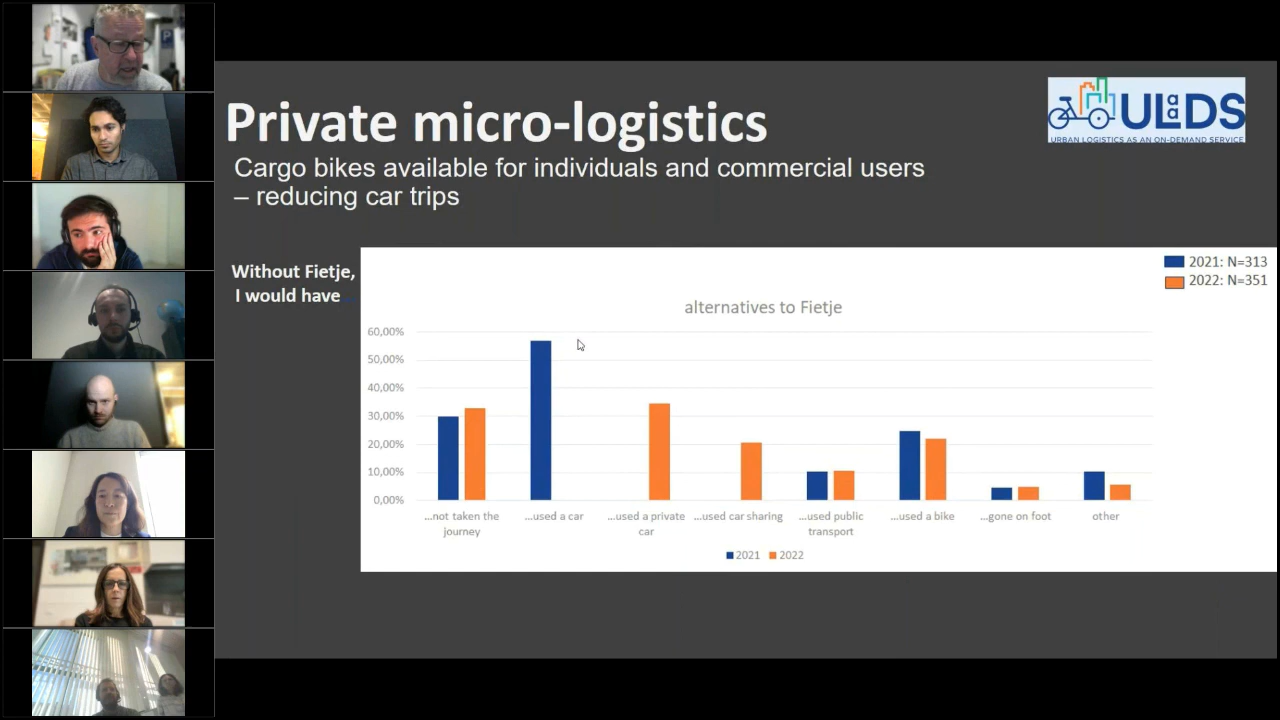 Private micro-logistics
Cargo bikes available for individuals and commercial users
– reducing car trips
ULaaDS
URBAN LOGISTICS AS AN ON-DEMAND SERVICE
Without Fietje,
I would have
2021: N=313
2022: N=351
alternatives to Fietje
60,00%
50,00%
40,00%
30,00%
20,00%
10,00%
0,00%
...not taken the
journey
...used a car
...used a private
car
...used car sharing
...used public
transport
...used a bike
...gone on foot
other
2021 2022
P